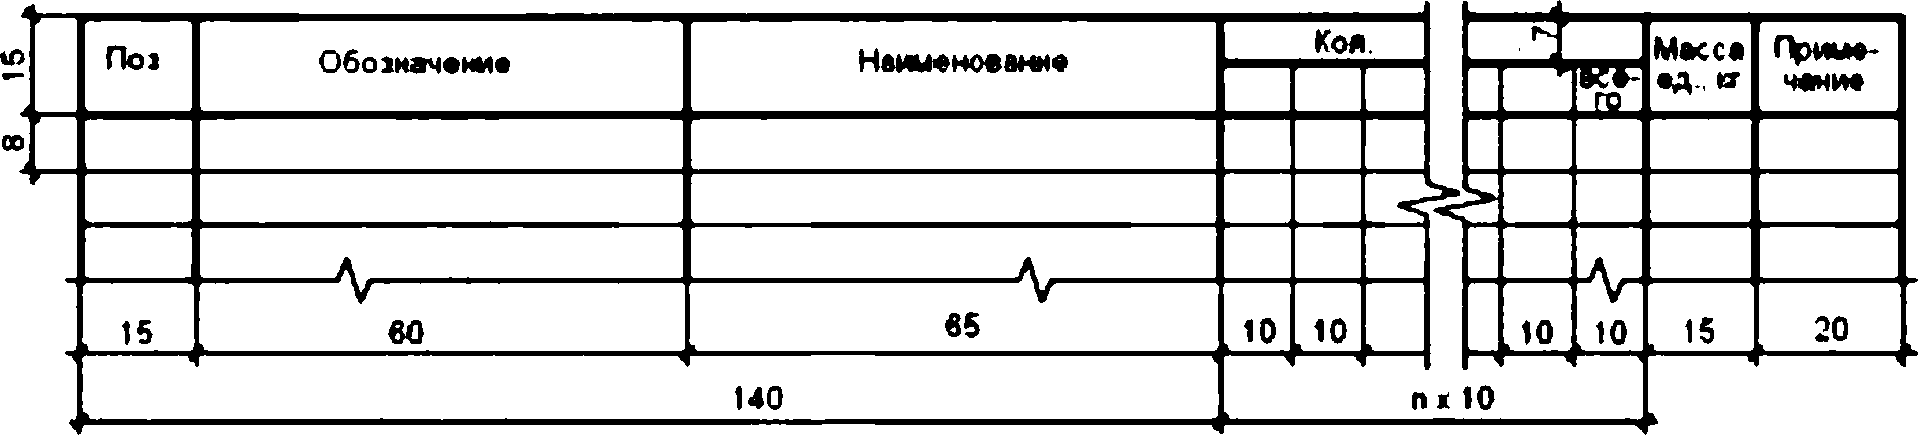 Поз Обозначение Наименование Кол. Масса ед., кг Приме-чание
Все-го
15
8
7
15 60 65 10 10 10 10 15 20
140 n x 10